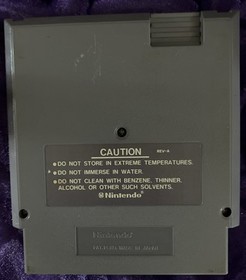 CAUTION REV-A
•DO NOT STORE IN EXTREME TEMPERATURES.
•DO NOT IMMERSE IN WATER.
•DO NOT CLEAN WITH BENZENE, THINNER,
ALCOHOL OR OTHER SUCH SOLVENTS.
Nintendo®
Nintendo